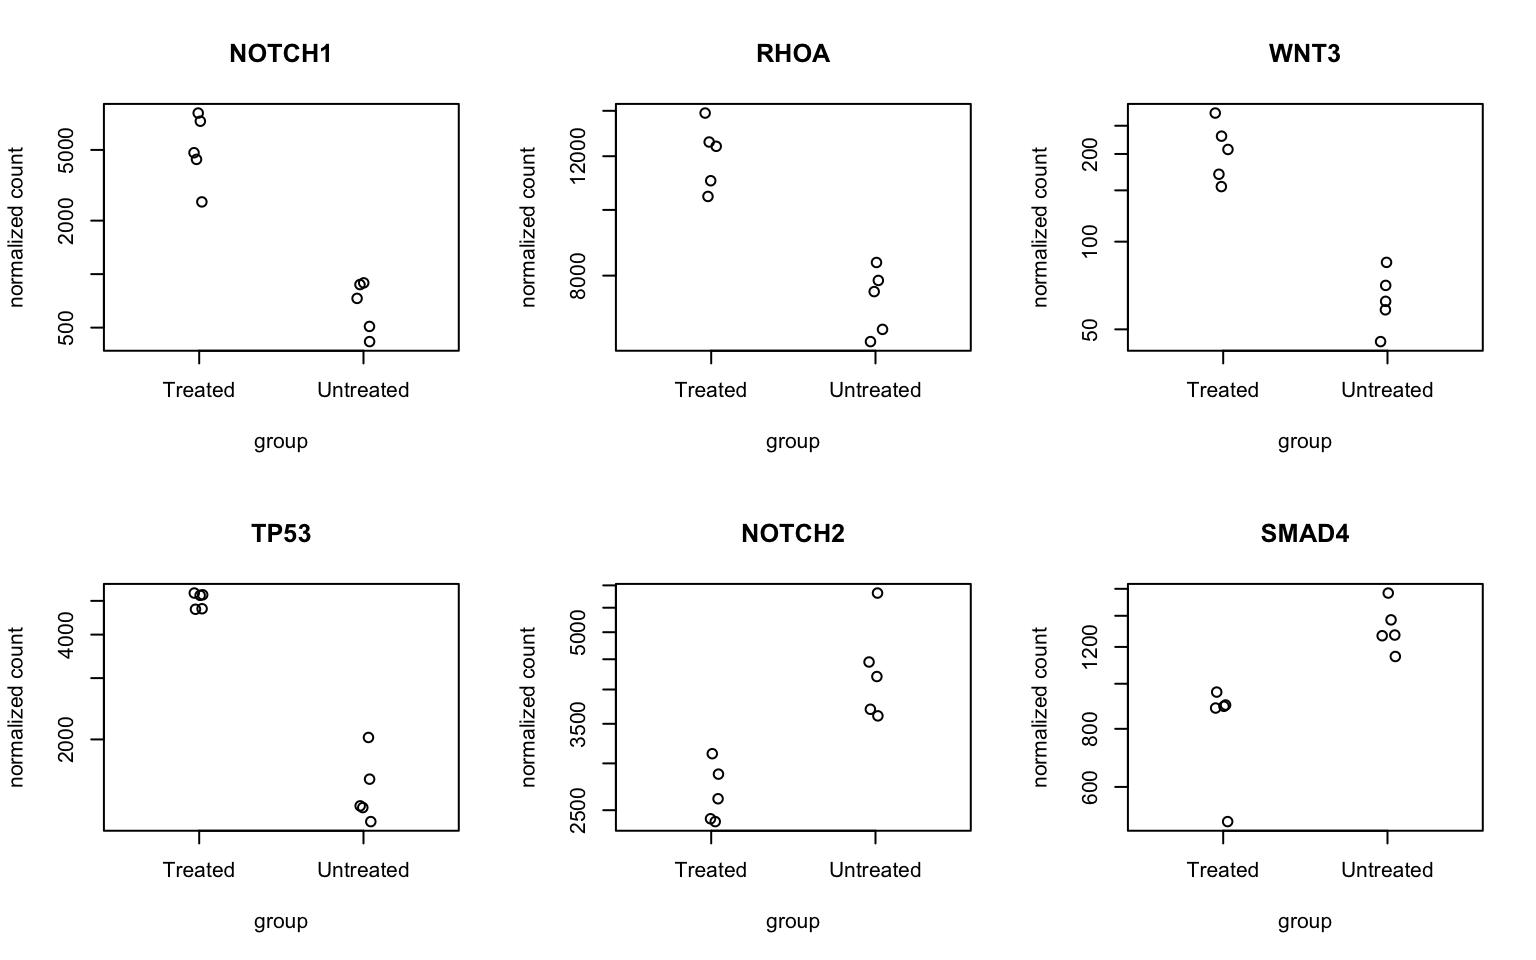 NOTCH1
normalized count
5000
2000
500
Treated Untreated
group
RHOA
normalized count
12000
8000
Treated Untreated
group
WNT3
normalized count
200
100
50
Treated Untreated
group
TP53
normalized count
4000
2000
Treated Untreated
group
NOTCH2
normalized count
5000
3500
2500
Treated Untreated
group
SMAD4
normalized count
1200
800
600
Treated Untreated
group